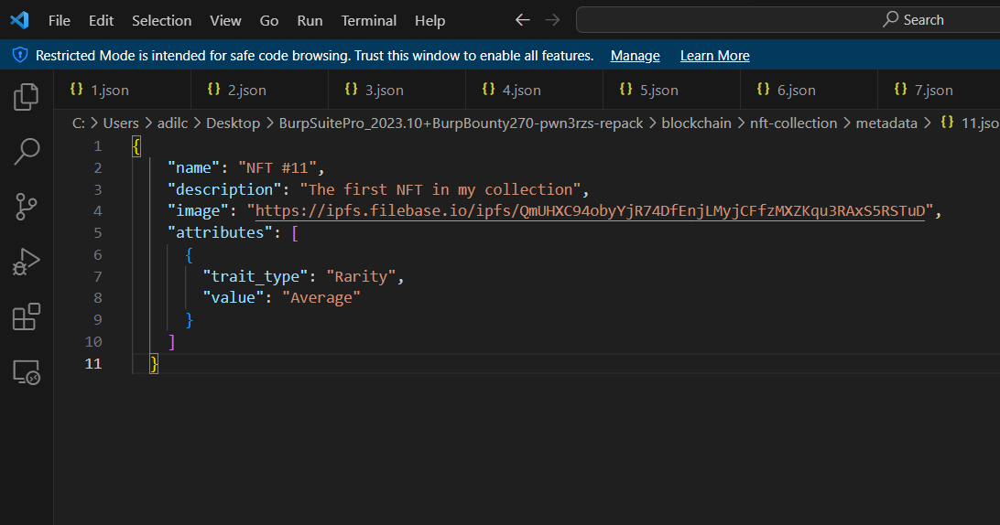 File Edit Selection View Go Run Terminal Help Search
Restricted Mode is intended for safe code browsing. Trust this window to enable all features. Manage Learn More
{} 1.json {} 2.json {} 3.json {} 4.json {} 5.json {} 6.json {} 7.json
C: > Users > adilc > Desktop > BurpSuitePro_2023.10+BurpBounty270-pwn3rzs-repack > blockchain > nft-collection > metadata > {} 11.jso
1 {
2 "name": "NFT #11",
3 "description": "The first NFT in my collection",
4 "image": "https://ipfs.filebase.io/ipfs/QmUHXC94obyYjR74DfEnjLMyjCFfzMXZKqu3RAxS5RSTuD",
5 "attributes": [
6 {
7 "trait_type": "Rarity",
8 "value": "Average"
9 }
10 ]
11 }